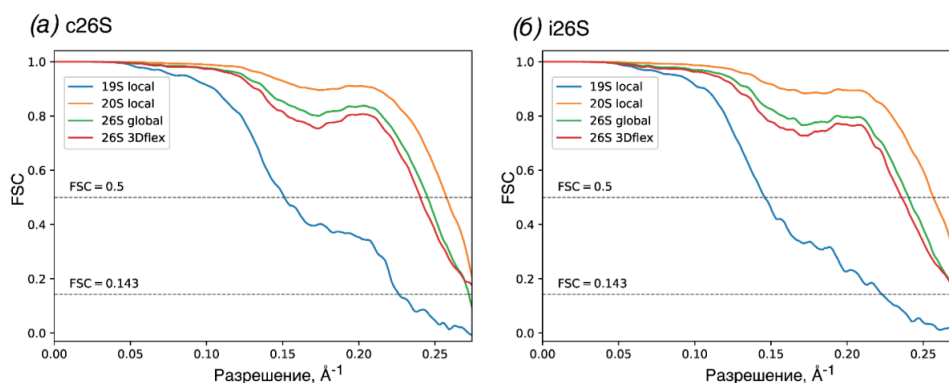 (а) c26S
1.0
0.8
0.6
0.4
0.2
0.0
FSC
19S local
20S local
26S global
26S 3Dflex
FSC = 0.5
FSC = 0.143
0.00 0.05 0.10 0.15 0.20 0.25
Разрешение, Å⁻¹
(б) i26S
1.0
0.8
0.6
0.4
0.2
0.0
FSC
19S local
20S local
26S global
26S 3Dflex
FSC = 0.5
FSC = 0.143
0.00 0.05 0.10 0.15 0.20 0.25
Разрешение, Å⁻¹